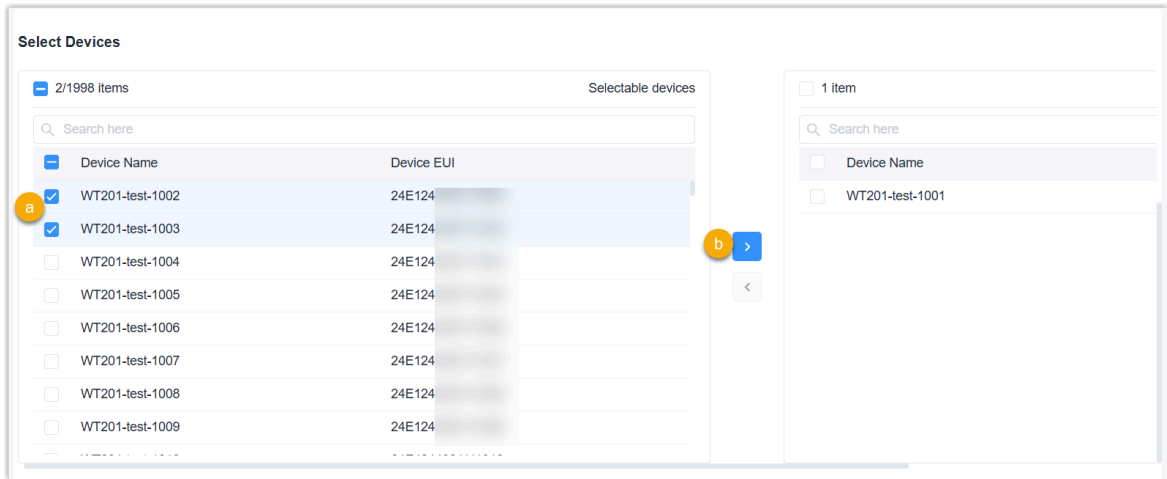 Select Devices
2/1998 items Selectable devices
Search here
Device Name Device EUI
WT201-test-1002 24E124
WT201-test-1003 24E124
WT201-test-1004 24E124
WT201-test-1005 24E124
WT201-test-1006 24E124
WT201-test-1007 24E124
WT201-test-1008 24E124
WT201-test-1009 24E124
a
b
1 item
Search here
Device Name
WT201-test-1001